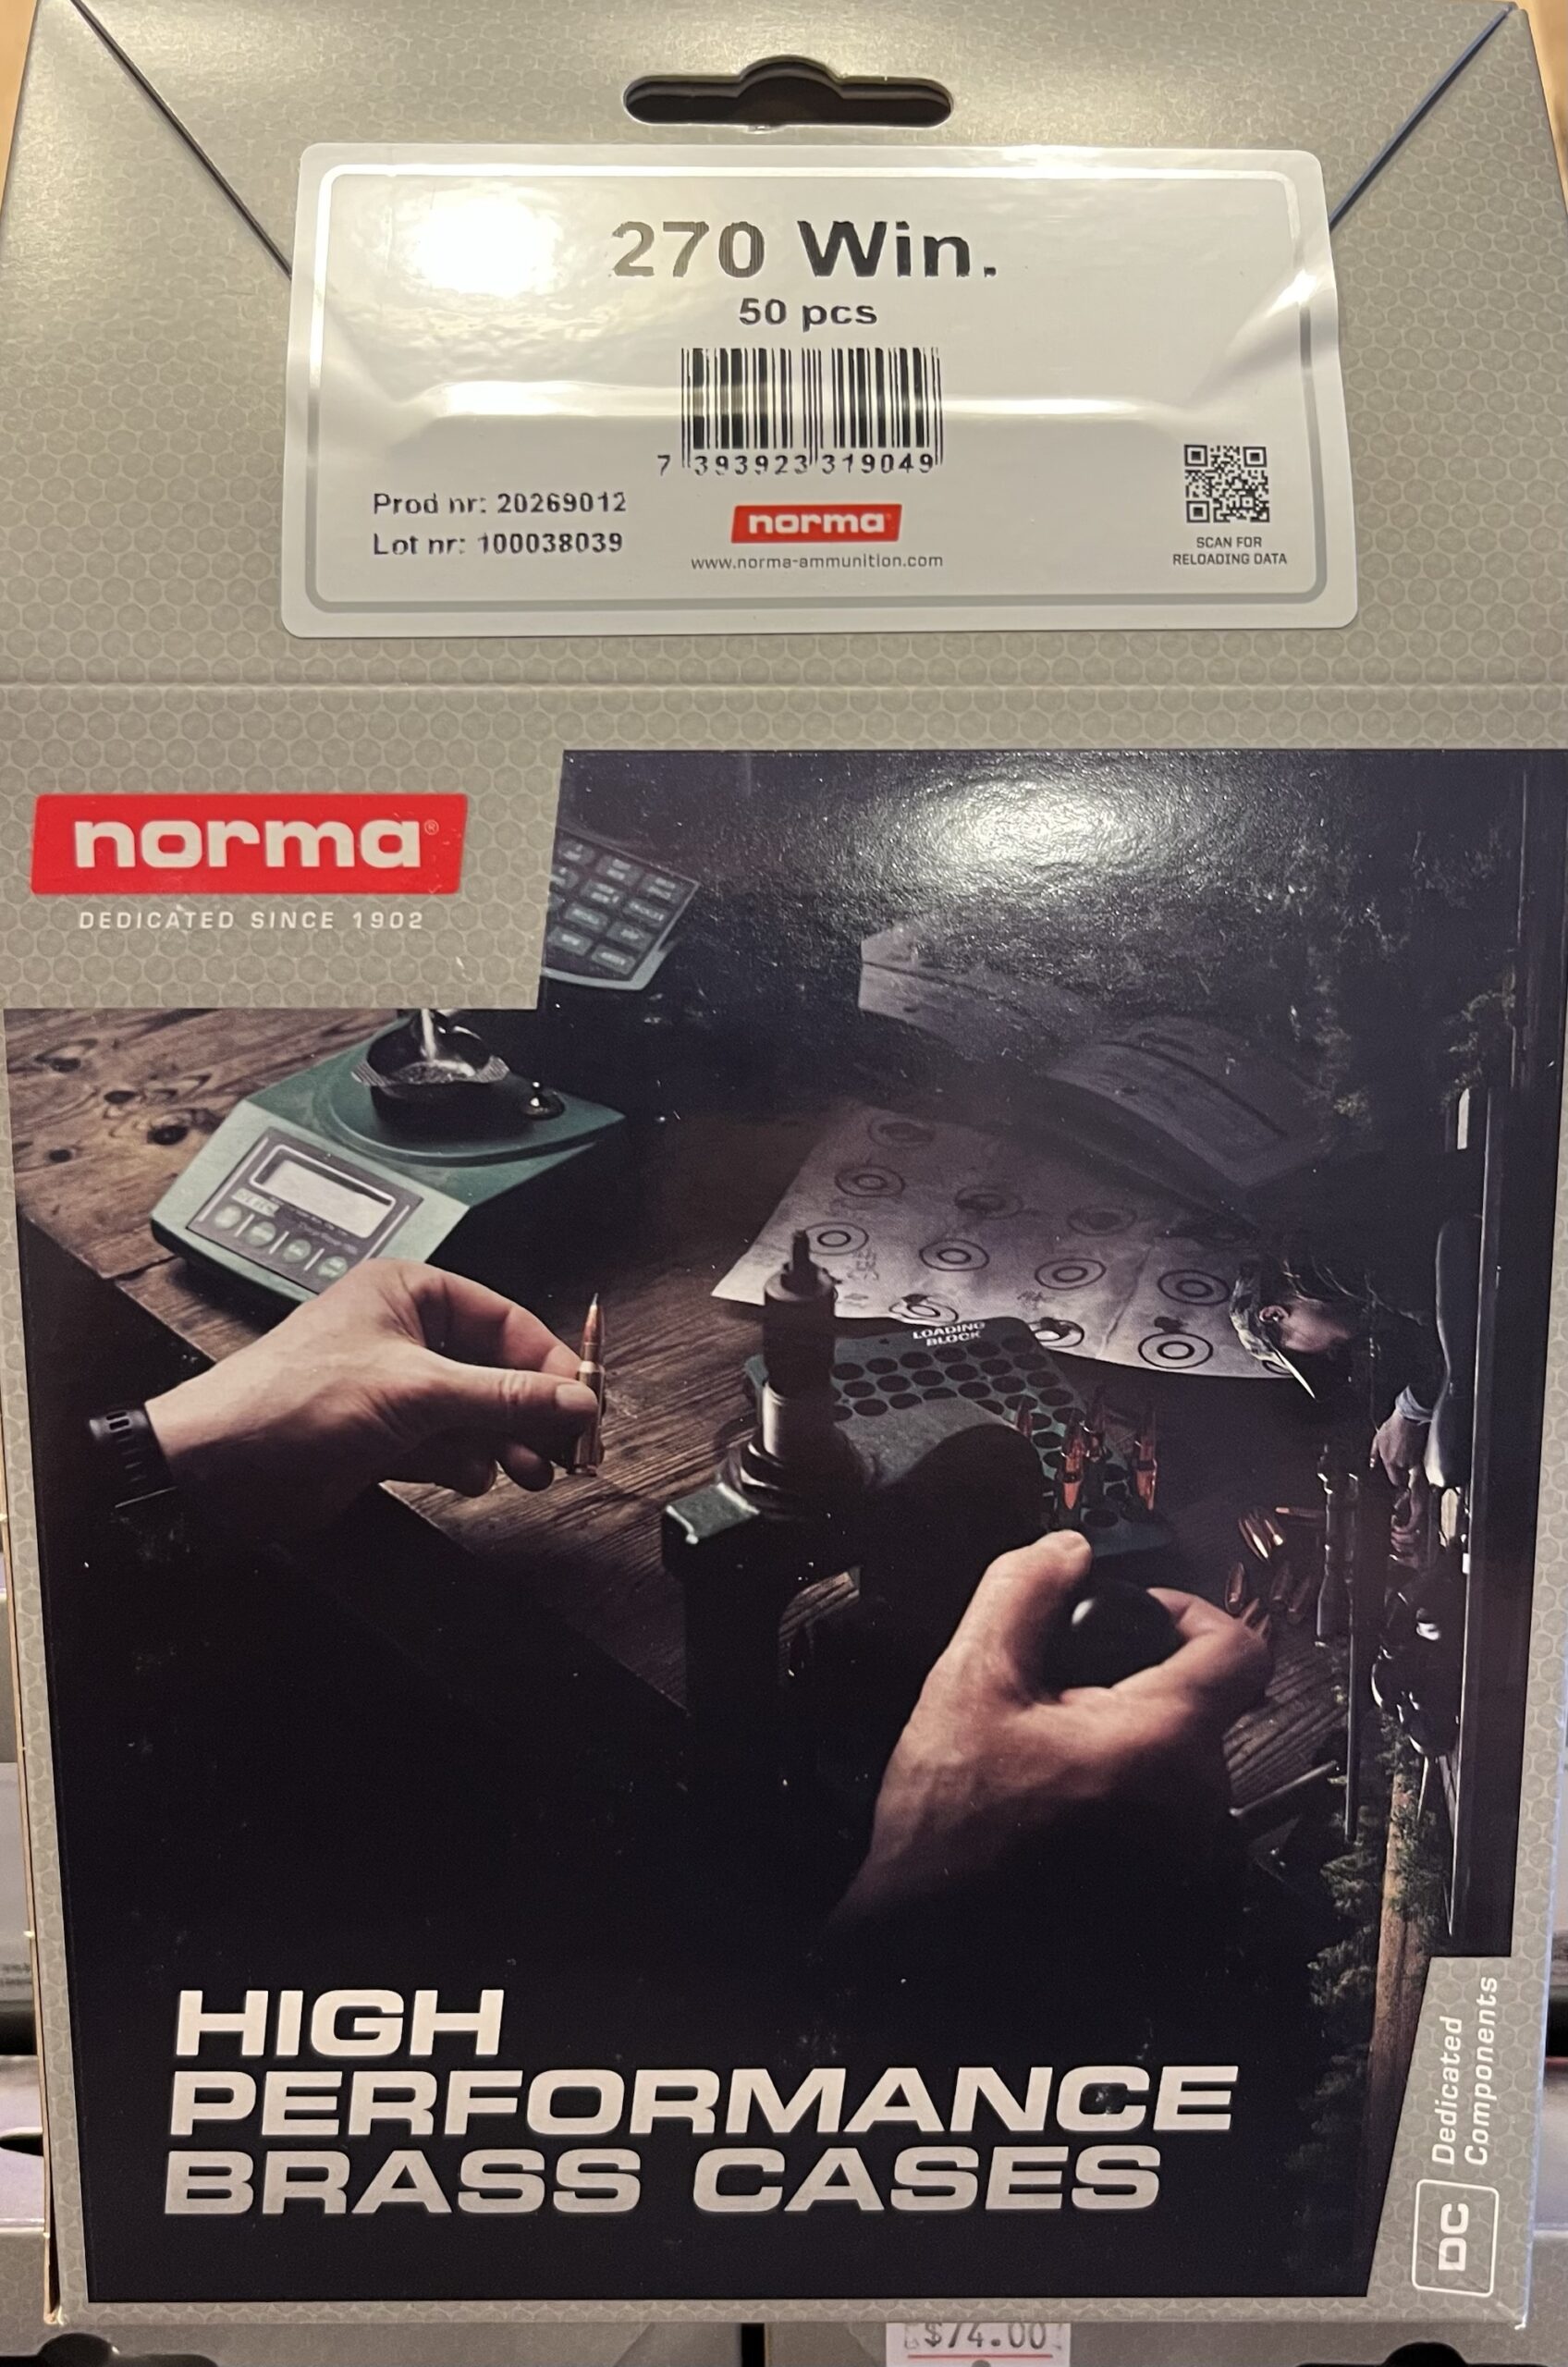 270 Win.
50 pcs
7 393923 319049
Prod nr: 20269012
Lot nr: 100038039
norma
www.norma-ammunition.com
SCAN FOR
RELOADING DATA
norma®
DEDICATED SINCE 1902
LOADING
BLOCK
HIGH
PERFORMANCE
BRASS CASES
DC
Dedicated
Components
$74.00